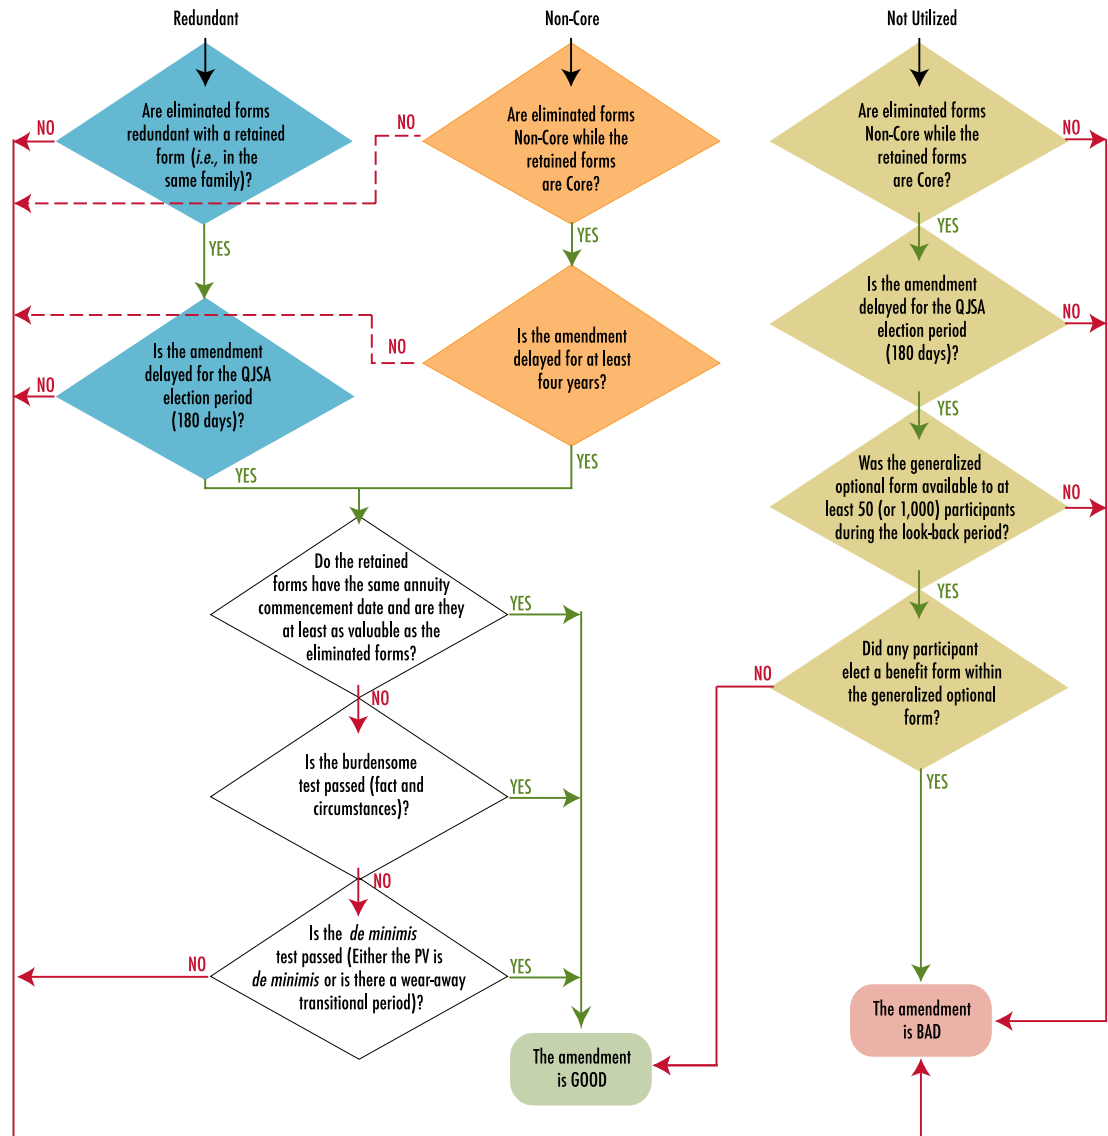 Redundant
Non-Core
Not Utilized
Are eliminated forms
redundant with a retained
form (i.e., in the
same family)?
NO
YES
Are eliminated forms
Non-Core while the
retained forms
are Core?
NO
YES
Are eliminated forms
Non-Core while the
retained forms
are Core?
NO
YES
Is the amendment
delayed for the QJSA
election period
(180 days)?
NO
YES
Is the amendment
delayed for at least
four years?
NO
YES
Is the amendment
delayed for the QJSA
election period
(180 days)?
NO
YES
Was the generalized
optional form available to at
least 50 (or 1,000) participants
during the look-back period?
NO
YES
Do the retained
forms have the same annuity
commencement date and are they
at least as valuable as the
eliminated forms?
YES
NO
Did any participant
elect a benefit form within
the generalized optional
form?
NO
YES
Is the burdensome
test passed (fact and
circumstances)?
YES
NO
Is the de minimis
test passed (Either the PV is
de minimis or is there a wear-away
transitional period)?
NO
YES
The amendment
is GOOD
The amendment
is BAD